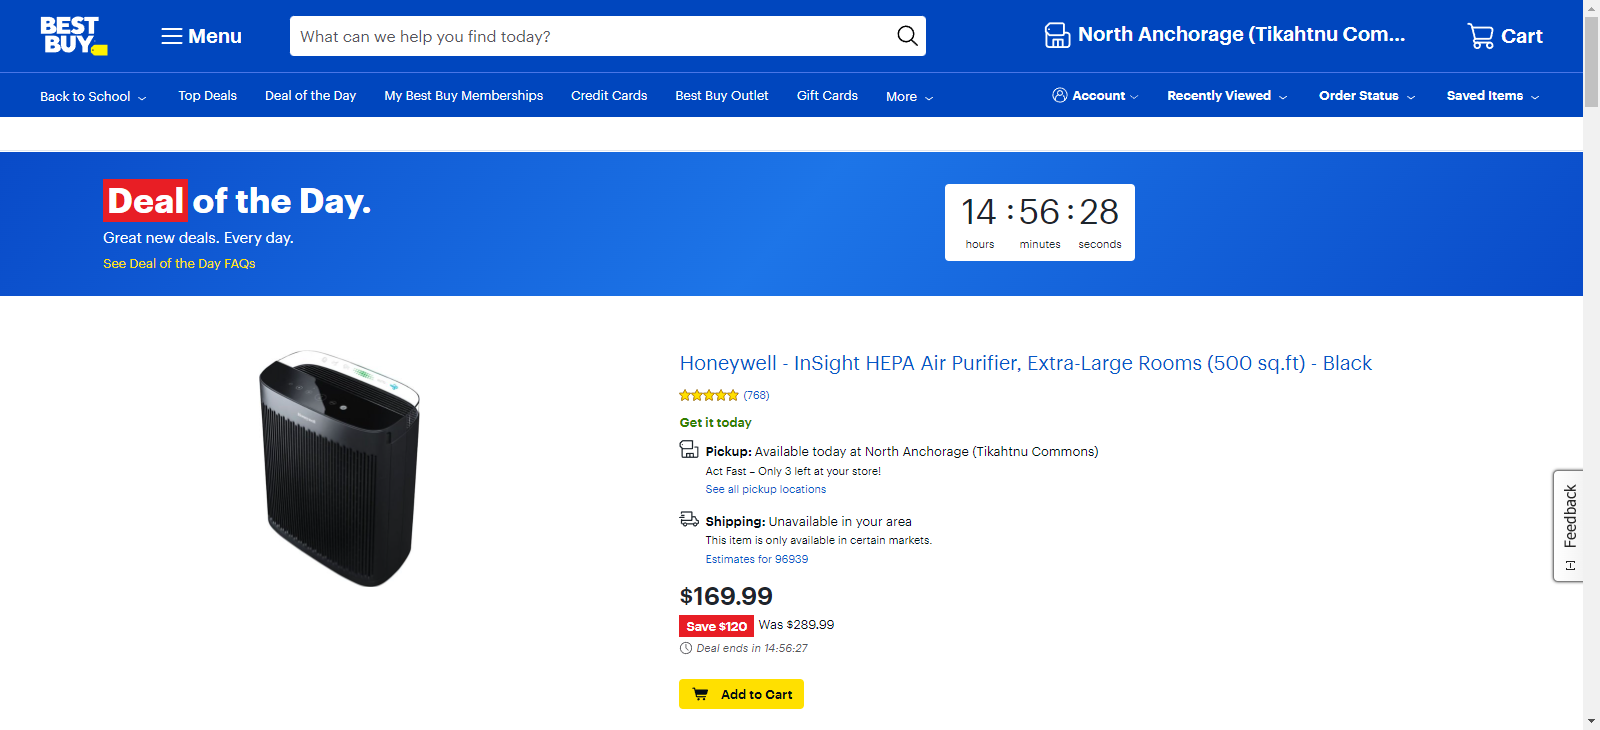 BEST
BUY
Menu
What can we help you find today?
North Anchorage (Tikahtnu Com...
Cart
Back to School
Top Deals
Deal of the Day
My Best Buy Memberships
Credit Cards
Best Buy Outlet
Gift Cards
More
Account
Recently Viewed
Order Status
Saved Items
Deal of the Day.
Great new deals. Every day.
See Deal of the Day FAQs
14 : 56 : 28
hours minutes seconds
Honeywell - InSight HEPA Air Purifier, Extra-Large Rooms (500 sq.ft) - Black
(768)
Get it today
Pickup: Available today at North Anchorage (Tikahtnu Commons)
Act Fast – Only 3 left at your store!
See all pickup locations
Shipping: Unavailable in your area
This item is only available in certain markets.
Estimates for 96939
$169.99
Save $120 Was $289.99
Deal ends in 14:56:27
Add to Cart
Feedback